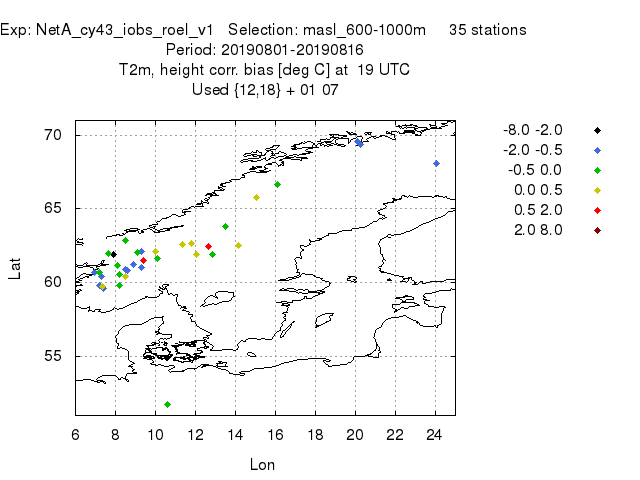 Exp: NetA_cy43_iobs_roel_v1 Selection: masl_600-1000m 35 stations
Period: 20190801-20190816
T2m, height corr. bias [deg C] at 19 UTC
Used {12,18} + 01 07
70
65
60
55
Lat
6 8 10 12 14 16 18 20 22 24
Lon
-8.0 -2.0
-2.0 -0.5
-0.5 0.0
0.0 0.5
0.5 2.0
2.0 8.0